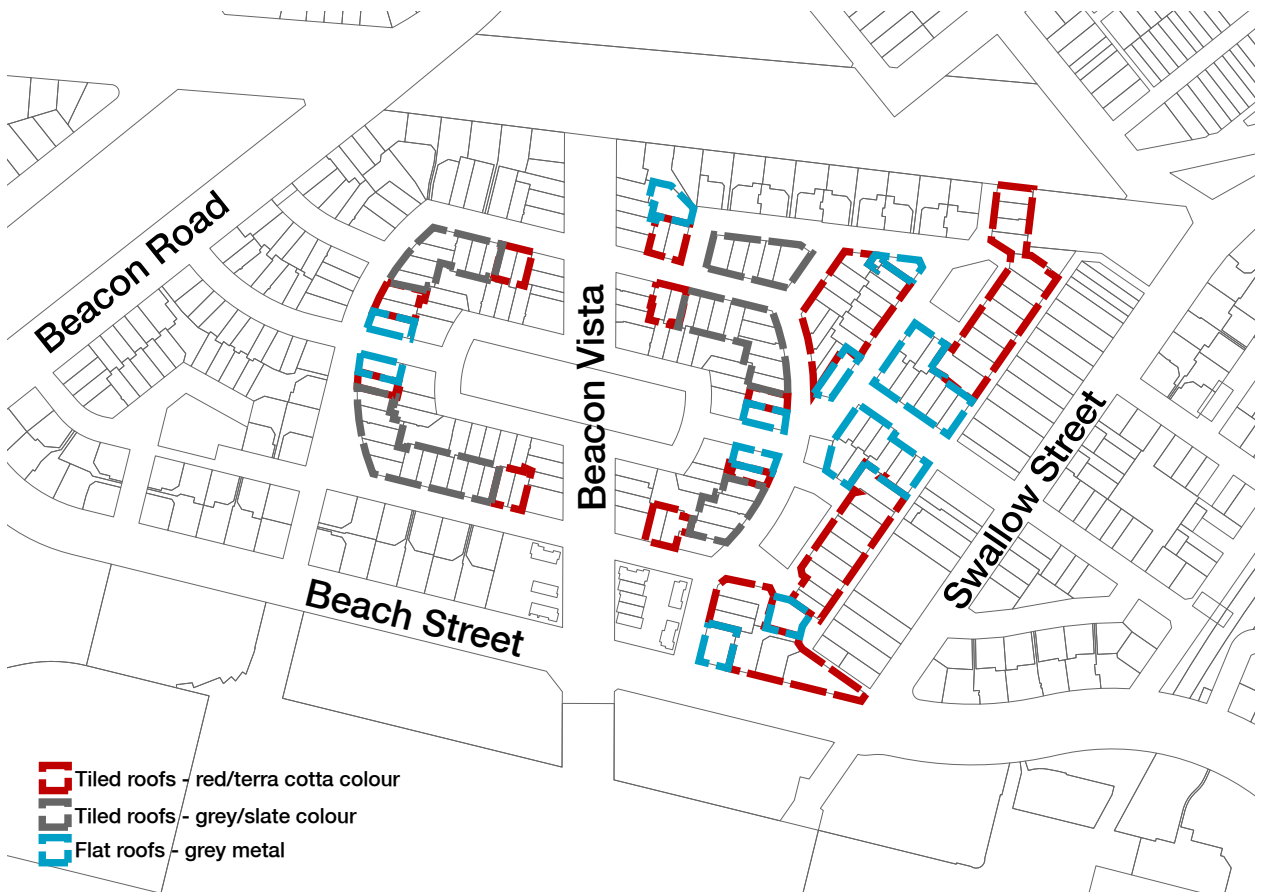 Beacon Road
Beacon Vista
Swallow Street
Beach Street
Tiled roofs - red/terra cotta colour
Tiled roofs - grey/slate colour
Flat roofs - grey metal